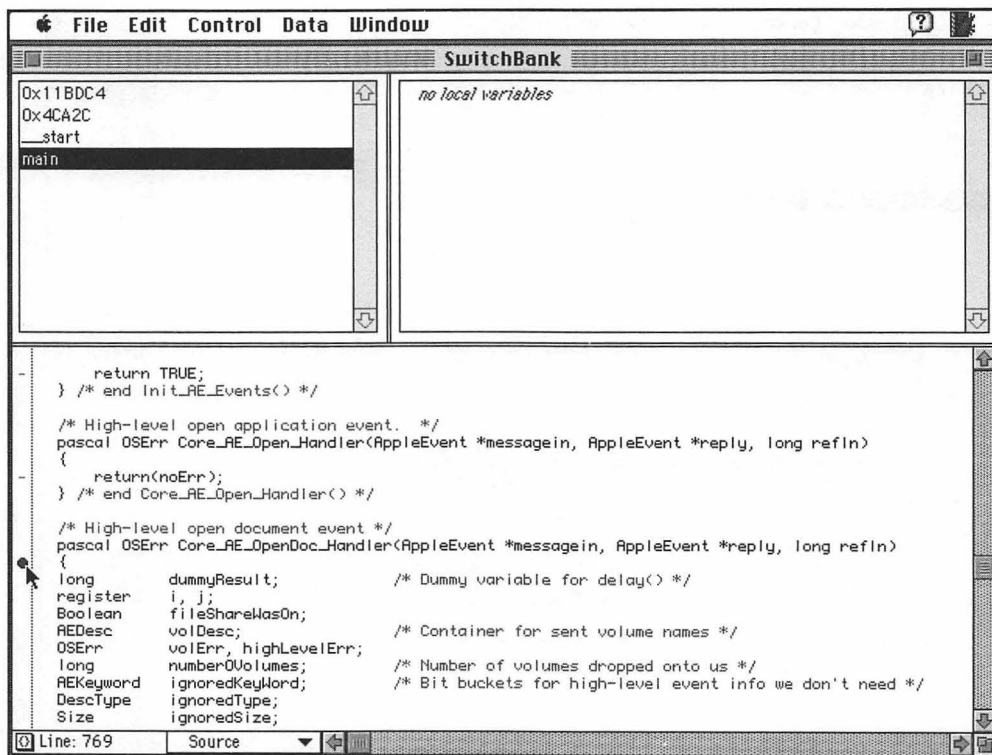 File Edit Control Data Window
SwitchBank
0x11BDC4
0x4CA2C
__start
main
no local variables
return TRUE;
} /* end Init_AE_Events() */
/* High-level open application event.  */
pascal OSErr Core_AE_Open_Handler(AppleEvent *messagein, AppleEvent *reply, long refIn)
{
return(noErr);
} /* end Core_AE_Open_Handler() */
/* High-level open document event */
pascal OSErr Core_AE_OpenDoc_Handler(AppleEvent *messagein, AppleEvent *reply, long refIn)
{
long dummyResult; /* Dummy variable for delay() */
register i, j;
Boolean fileShareWasOn;
AEDesc volDesc; /* Container for sent volume names */
OSErr volErr, highLevelErr;
long numberOVolumes; /* Number of volumes dropped onto us */
AEKeyword ignoredKeyWord; /* Bit buckets for high-level event info we don't need */
DescType ignoredType;
Size ignoredSize;
Line: 769 Source